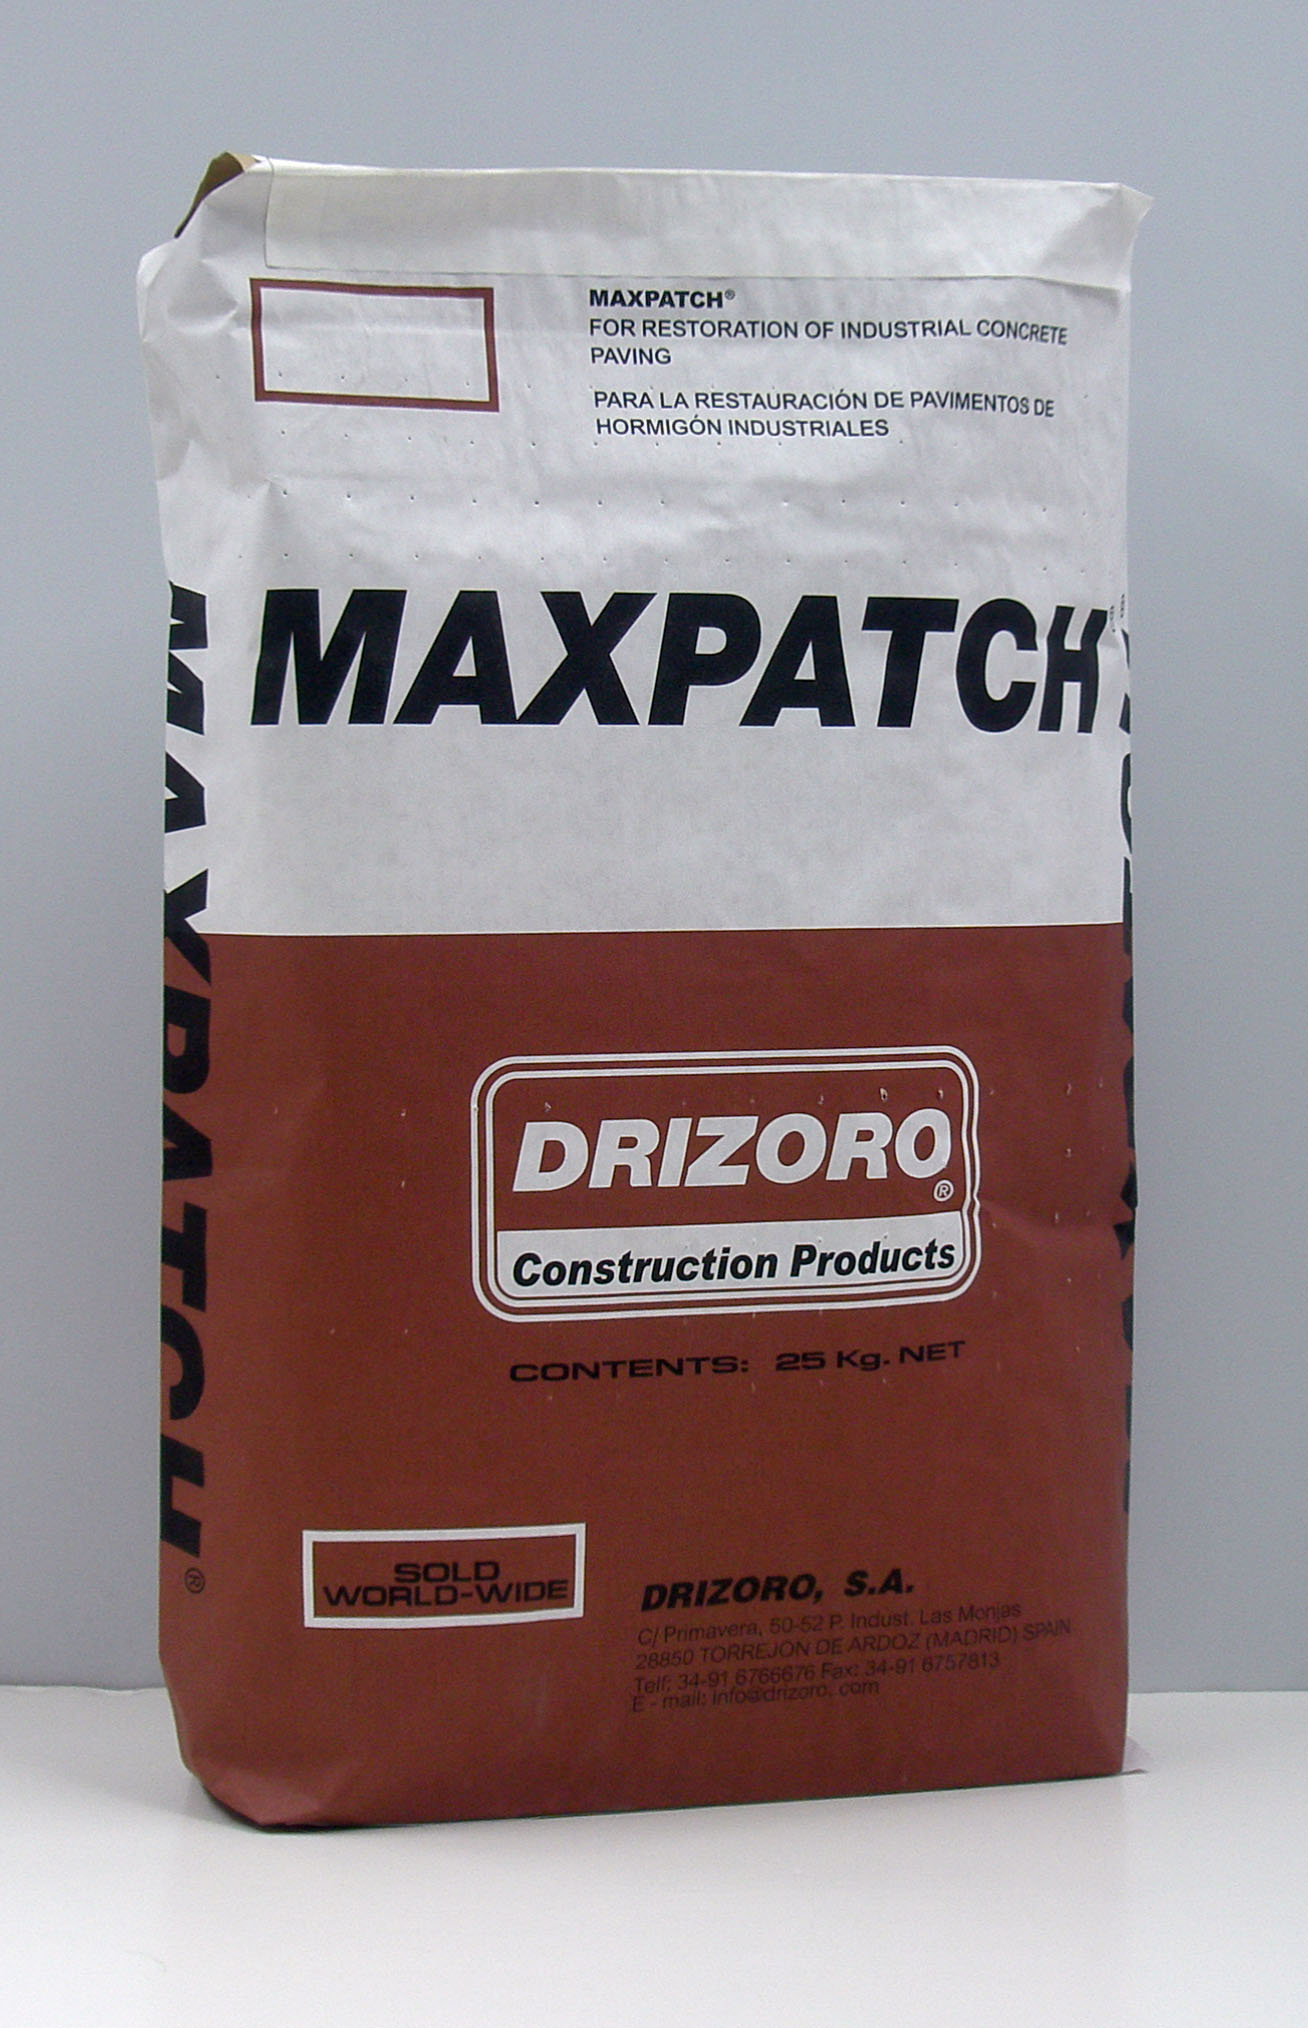 MAXPATCH®
FOR RESTORATION OF INDUSTRIAL CONCRETE
PAVING
PARA LA RESTAURACIÓN DE PAVIMENTOS DE
HORMIGÓN INDUSTRIALES
MAXPATCH®
MAXPATCH®
DRIZORO®
Construction Products
CONTENTS: 25 Kg. NET
SOLD
WORLD-WIDE
DRIZORO, S.A.
C/ Primavera, 50-52 P. Indust. Las Monjas
28850 TORREJON DE ARDOZ (MADRID) SPAIN
Telf: 34-91 6766676 Fax: 34-91 6757813
E - mail: info@drizoro. com